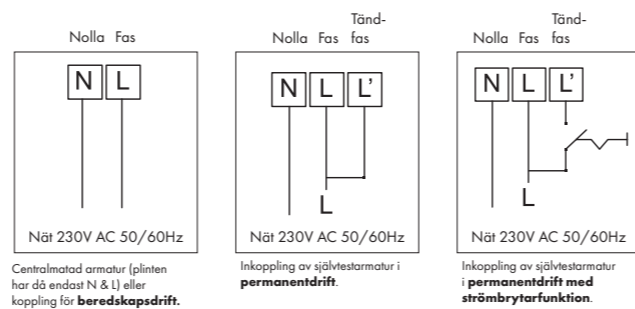 Nolla Fas
N L
Nät 230V AC 50/60Hz
Centralmatad armatur (plinten
har då endast N & L) eller
koppling för beredskapsdrift.
Tänd-
Nolla Fas fas
N L L'
L
Nät 230V AC 50/60Hz
Inkoppling av självtestarmatur i
permanentdrift.
Tänd-
Nolla Fas fas
N L L'
L
Nät 230V AC 50/60Hz
Inkoppling av självtestarmatur
i permanentdrift med
strömbrytarfunktion.